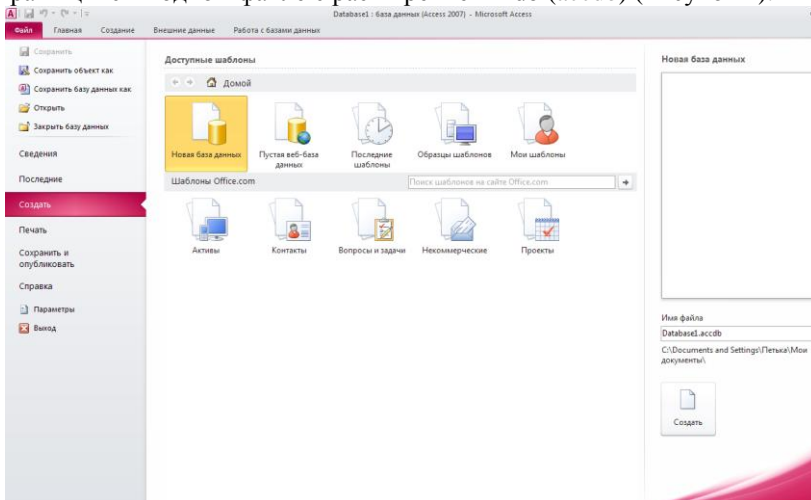 Database1 : база данных (Access 2007) - Microsoft Access
Файл Главная Создание Внешние данные Работа с базами данных
Сохранить
Сохранить объект как
Сохранить базу данных как
Открыть
Закрыть базу данных
Сведения
Последние
Создать
Печать
Сохранить и
опубликовать
Справка
Параметры
Выход
Доступные шаблоны
Домой
Новая база данных
Пустая веб-база
данных
Последние
шаблоны
Образцы шаблонов
Мои шаблоны
Шаблоны Office.com
Поиск шаблонов на сайте Office.com
Активы
Контакты
Вопросы и задачи
Некоммерческие
Проекты
Новая база данных
Имя файла
Database1.accdb
C:\Documents and Settings\Петька\Мои
документы\
Создать